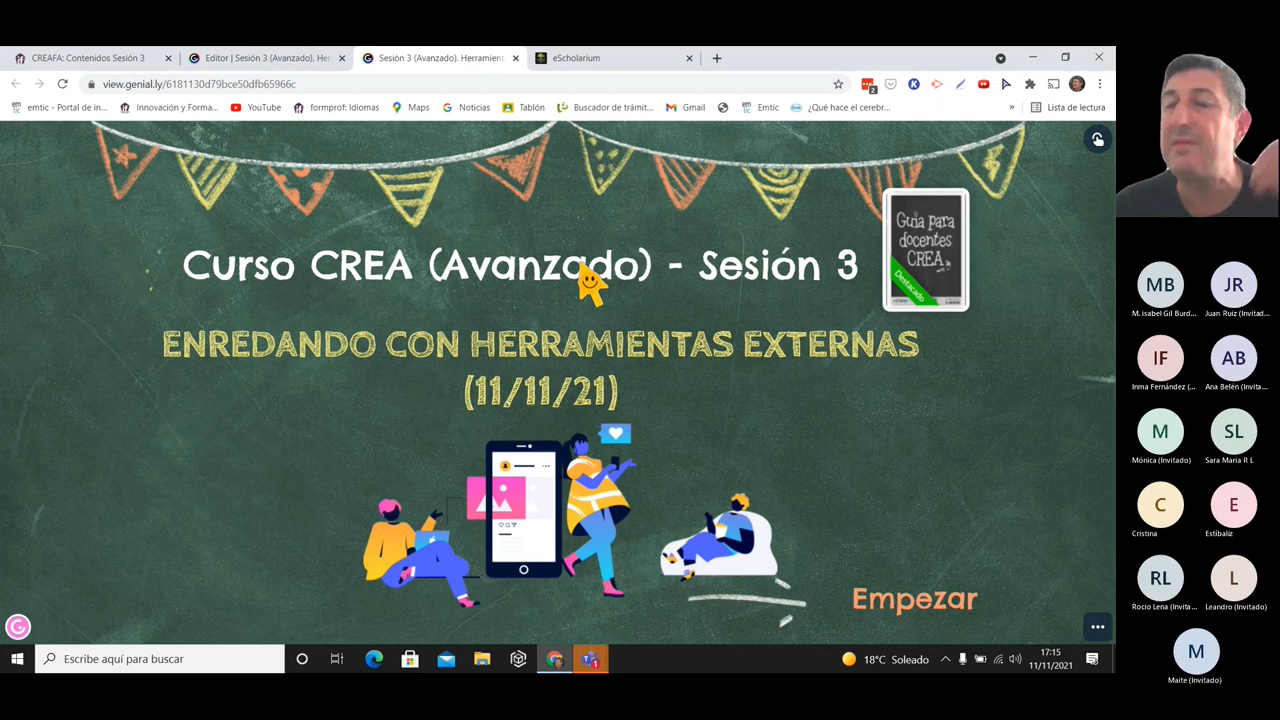 CREAFA: Contenidos Sesión 3
Editor | Sesión 3 (Avanzado). He
Sesión 3 (Avanzado). Herramient
eScholarium
view.genial.ly/6181130d79bce50dfb65966c
2
emtic - Portal de in...
Innovación y Forma...
YouTube
formprof: Idiomas
Maps
Noticias
Tablón
Buscador de trámit...
Gmail
Emtic
¿Qué hace el cerebr...
»
Lista de lectura
Guia para
docentes
CREA
Destacado
Curso CREA (Avanzado) - Sesión 3
ENREDANDO CON HERRAMIENTAS EXTERNAS
(11/11/21)
Empezar
Escribe aquí para buscar
18°C Soleado
17:15
11/11/2021
MB
M. isabel Gil Burd...
JR
Juan Ruiz (Invitad...
IF
Inma Fernández (...
AB
Ana Belén (Invita...
M
Mónica (Invitado)
SL
Sara Maria R L
C
Cristina
E
Estíbaliz
RL
Rocio Lena (Invita...
L
Leandro (Invitado)
M
Maite (Invitado)